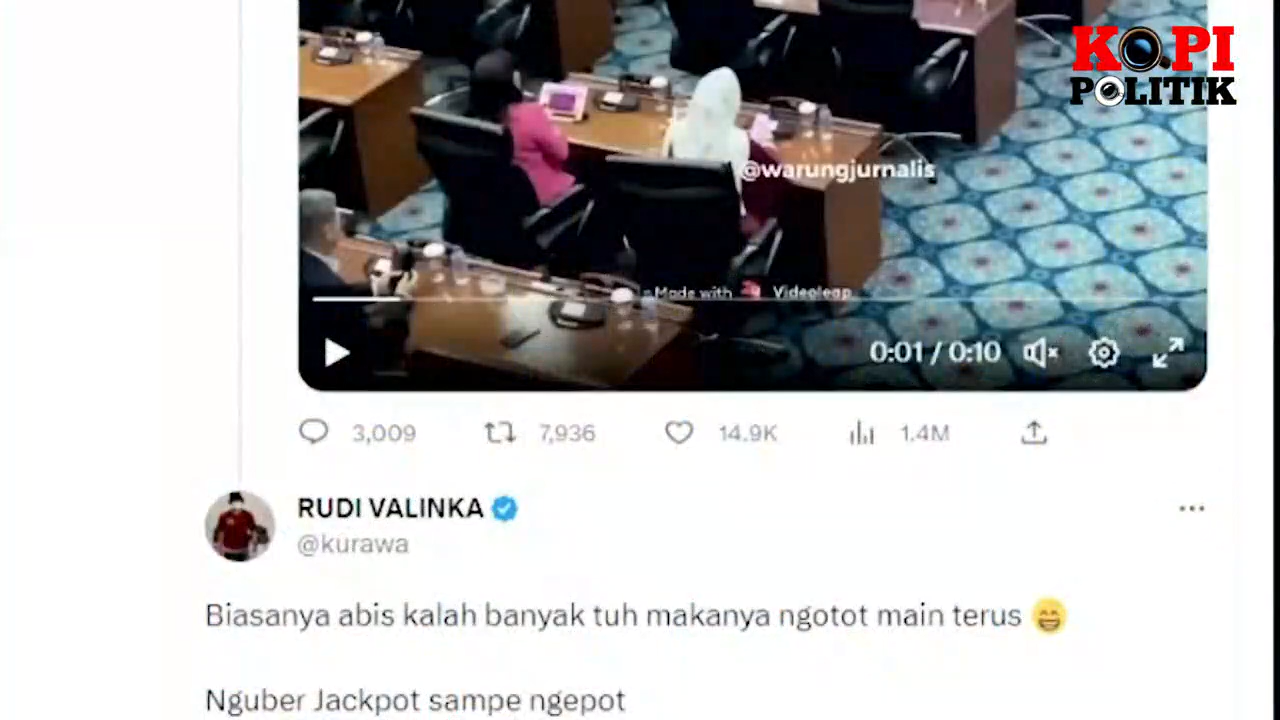 KOPI
POLITIK
@warungjurnalis
Made with Videoleap
0:01 / 0:10
3,009 7,936 14.9K 1.4M
RUDI VALINKA
@kurawa
Biasanya abis kalah banyak tuh makanya ngotot main terus 😄
Nguber Jackpot sampe ngepot